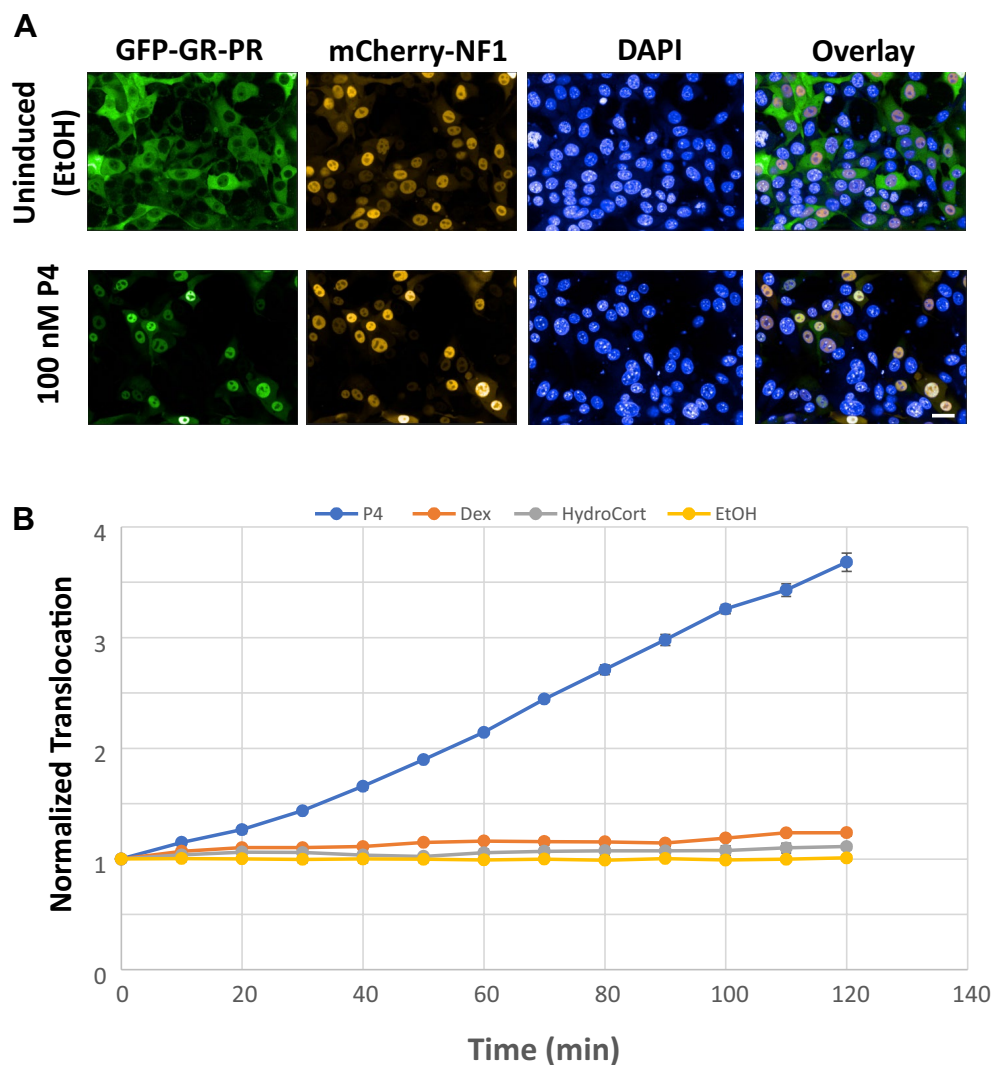 A
GFP-GR-PR mCherry-NF1 DAPI Overlay
Uninduced
(EtOH)
100 nM P4
B
P4 Dex HydroCort EtOH
4
3
2
1
0
Normalized Translocation
0 20 40 60 80 100 120 140
Time (min)